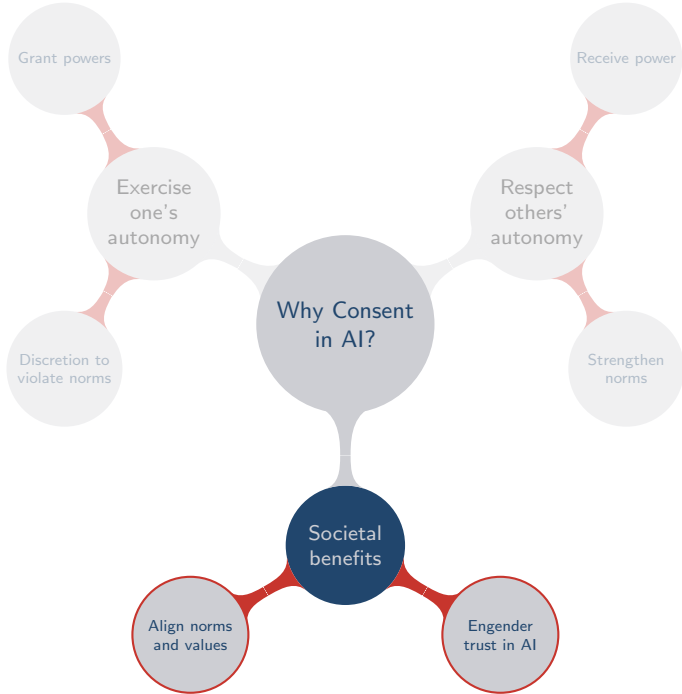 Grant powers
Receive power
Exercise
one's
autonomy
Respect
others'
autonomy
Why Consent
in AI?
Discretion to
violate norms
Strengthen
norms
Societal
benefits
Align norms
and values
Engender
trust in AI